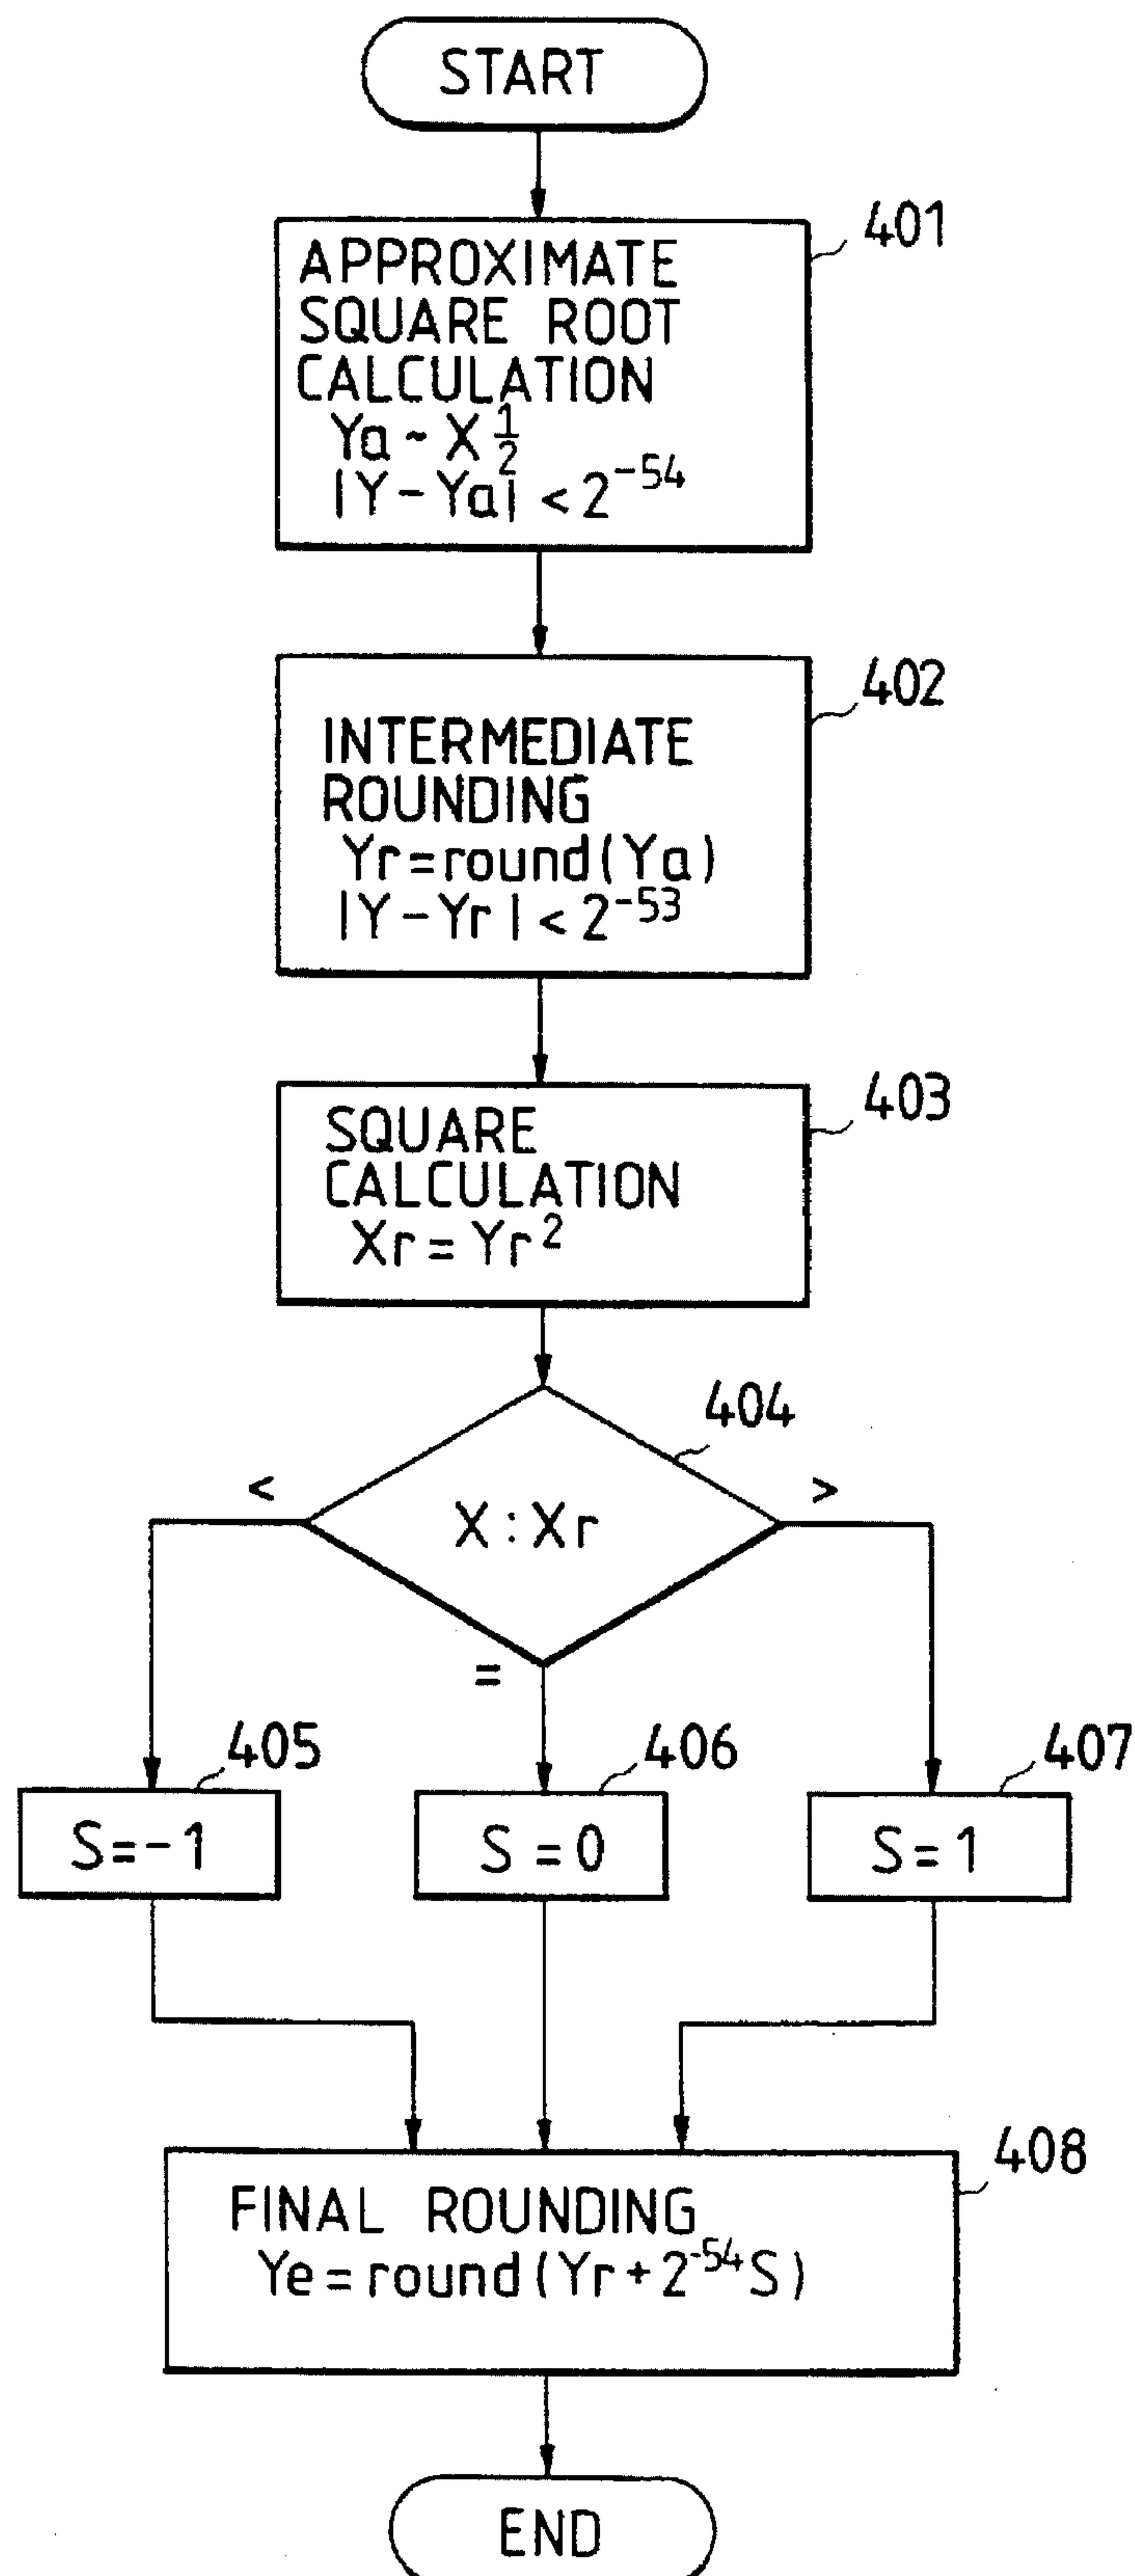 START
401
APPROXIMATE
SQUARE ROOT
CALCULATION
Ya ~ X^1/2
|Y - Ya| < 2^-54
402
INTERMEDIATE
ROUNDING
Yr = round (Ya)
|Y - Yr| < 2^-53
403
SQUARE
CALCULATION
Xr = Yr^2
404
< X : Xr >
=
405 406 407
S = -1 S = 0 S = 1
408
FINAL ROUNDING
Ye = round (Yr + 2^-54 S)
END